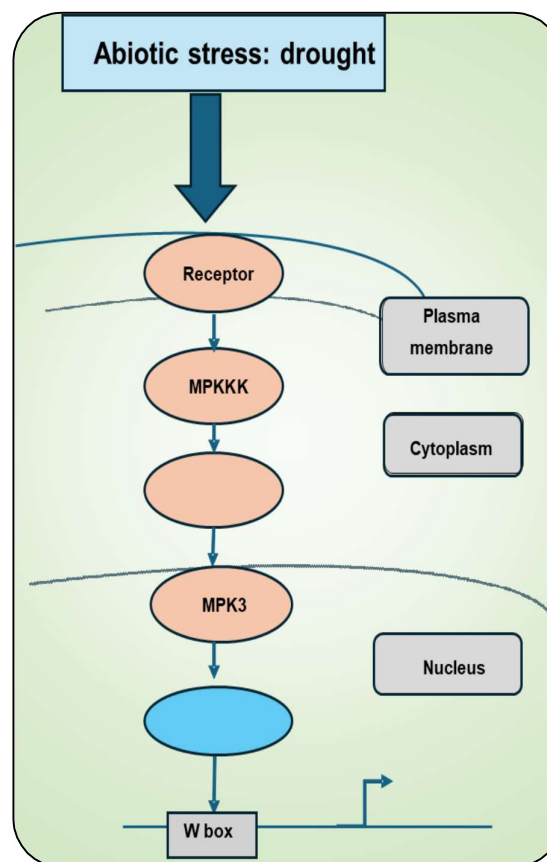 Abiotic stress: drought
Receptor
Plasma
membrane
MPKKK
Cytoplasm
MPK3
Nucleus
W box